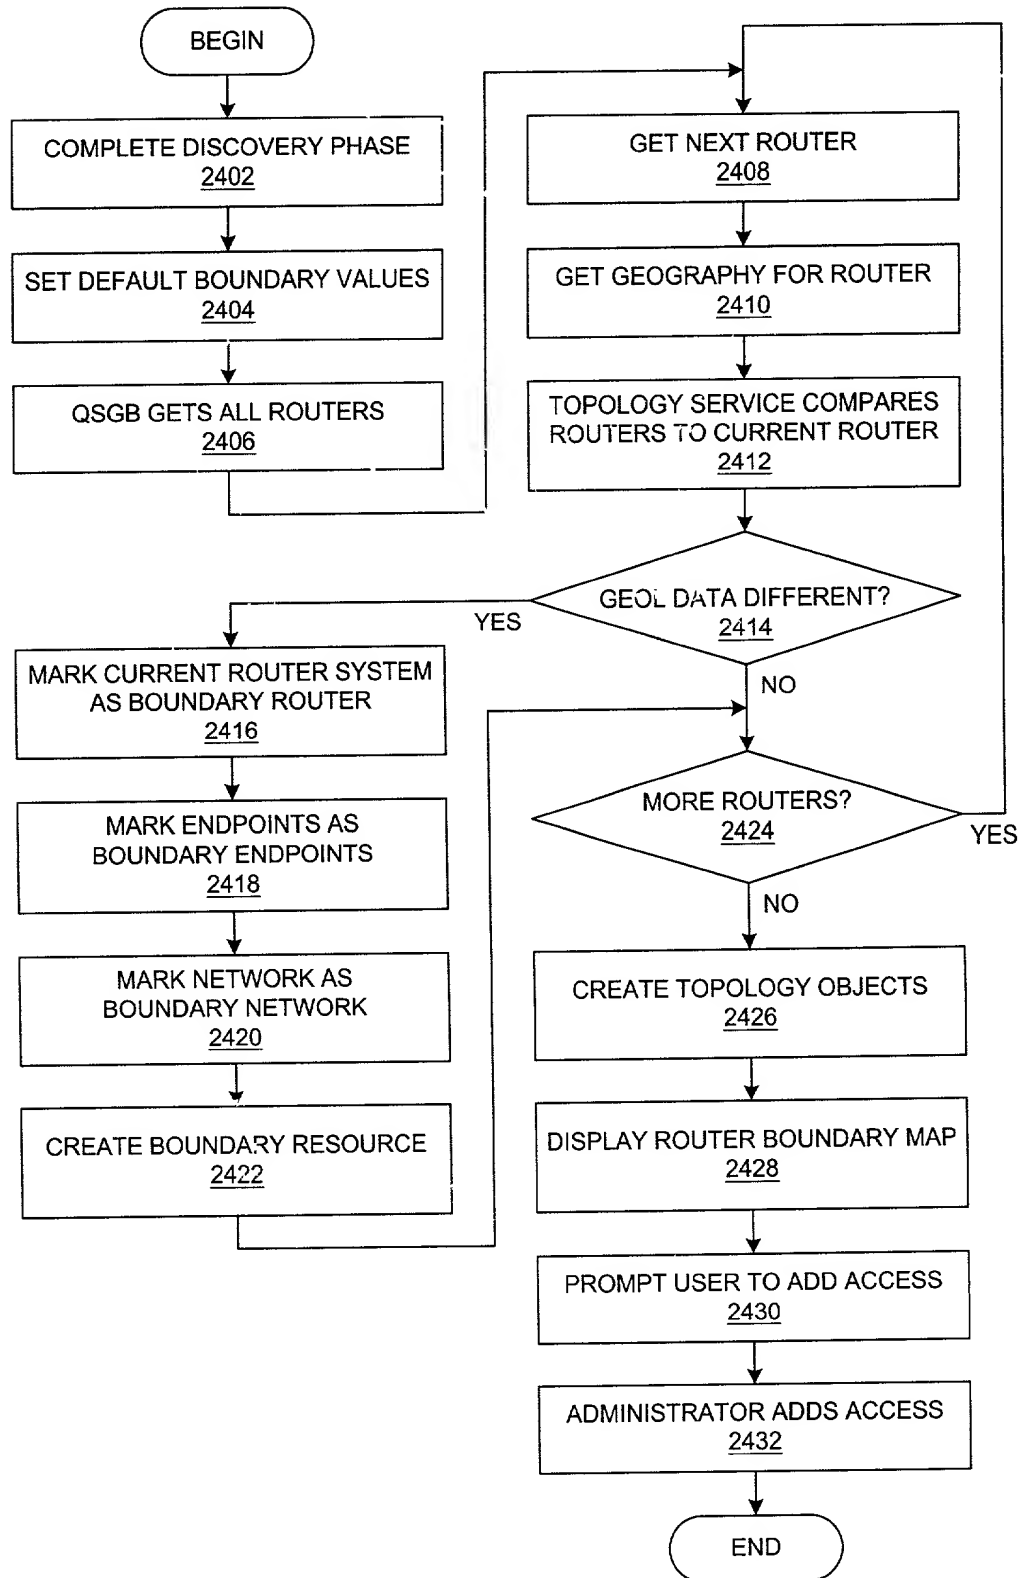 BEGIN
COMPLETE DISCOVERY PHASE
2402
SET DEFAULT BOUNDARY VALUES
2404
QSGB GETS ALL ROUTERS
2406
GET NEXT ROUTER
2408
GET GEOGRAPHY FOR ROUTER
2410
TOPOLOGY SERVICE COMPARES
ROUTERS TO CURRENT ROUTER
2412
GEOL DATA DIFFERENT?
2414
YES
NO
MARK CURRENT ROUTER SYSTEM
AS BOUNDARY ROUTER
2416
MARK ENDPOINTS AS
BOUNDARY ENDPOINTS
2418
MARK NETWORK AS
BOUNDARY NETWORK
2420
CREATE BOUNDARY RESOURCE
2422
MORE ROUTERS?
2424
YES
NO
CREATE TOPOLOGY OBJECTS
2426
DISPLAY ROUTER BOUNDARY MAP
2428
PROMPT USER TO ADD ACCESS
2430
ADMINISTRATOR ADDS ACCESS
2432
END